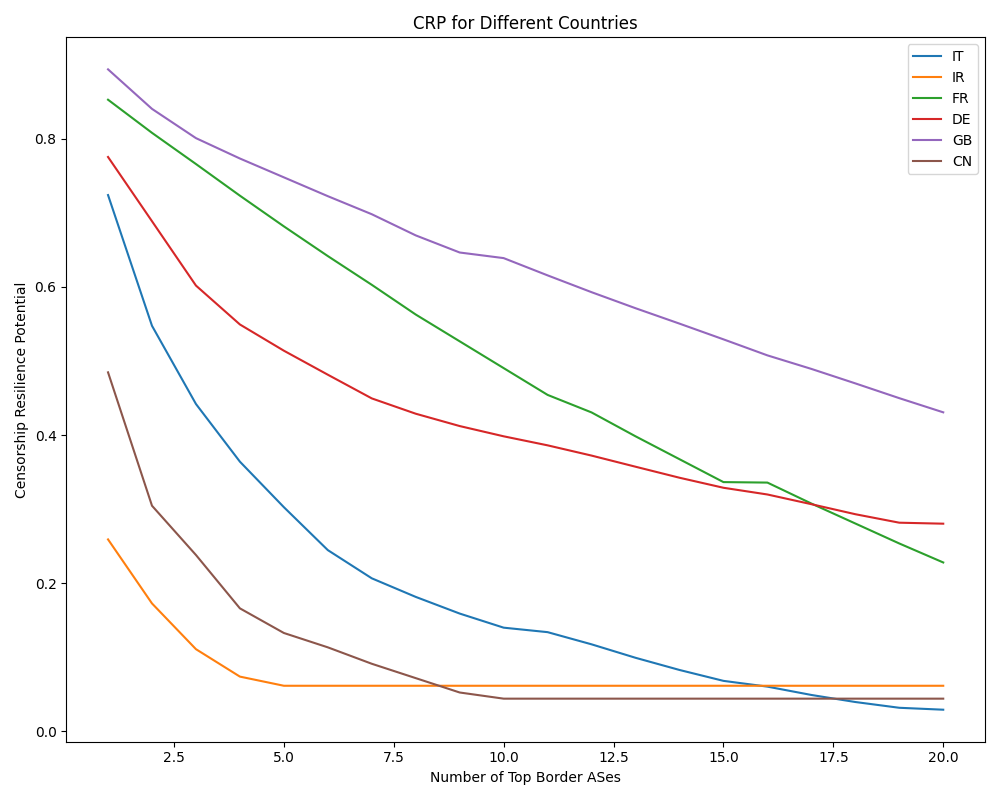 CRP for Different Countries
IT
IR
FR
DE
GB
CN
Censorship Resilience Potential
0.8
0.6
0.4
0.2
0.0
2.5 5.0 7.5 10.0 12.5 15.0 17.5 20.0
Number of Top Border ASes